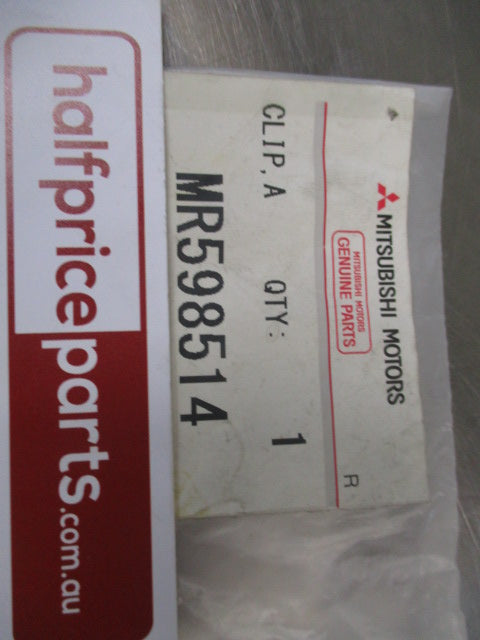 MITSUBISHI MOTORS
MITSUBISHI MOTORS
GENUINE PARTS
R
CLIP, A QTY: 1
MR598514
halfpriceparts.com.au